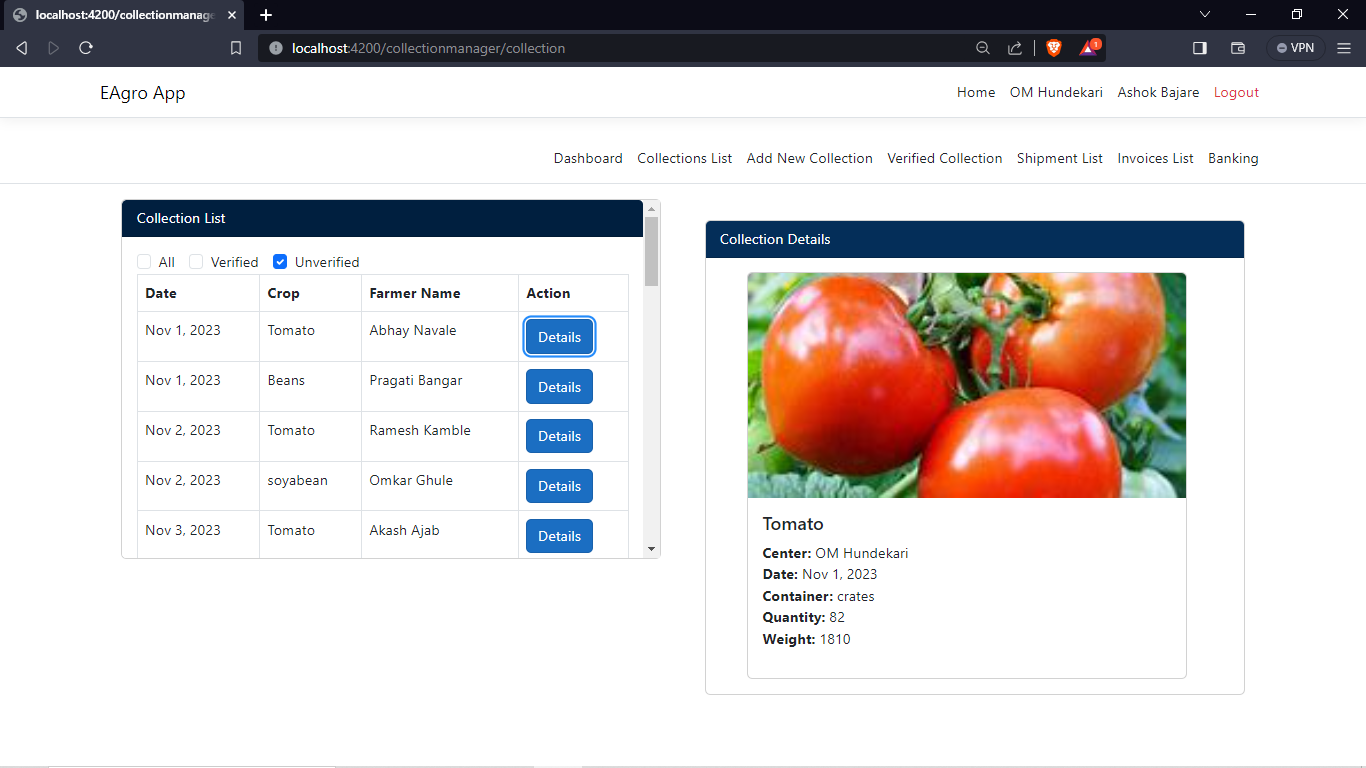 localhost:4200/collectionmanage
localhost:4200/collectionmanager/collection
1
VPN
EAgro App
Home OM Hundekari Ashok Bajare Logout
Dashboard Collections List Add New Collection Verified Collection Shipment List Invoices List Banking
Collection List
All Verified Unverified
Date Crop Farmer Name Action
Nov 1, 2023 Tomato Abhay Navale Details
Nov 1, 2023 Beans Pragati Bangar Details
Nov 2, 2023 Tomato Ramesh Kamble Details
Nov 2, 2023 soyabean Omkar Ghule Details
Nov 3, 2023 Tomato Akash Ajab Details
Collection Details
Tomato
Center: OM Hundekari
Date: Nov 1, 2023
Container: crates
Quantity: 82
Weight: 1810